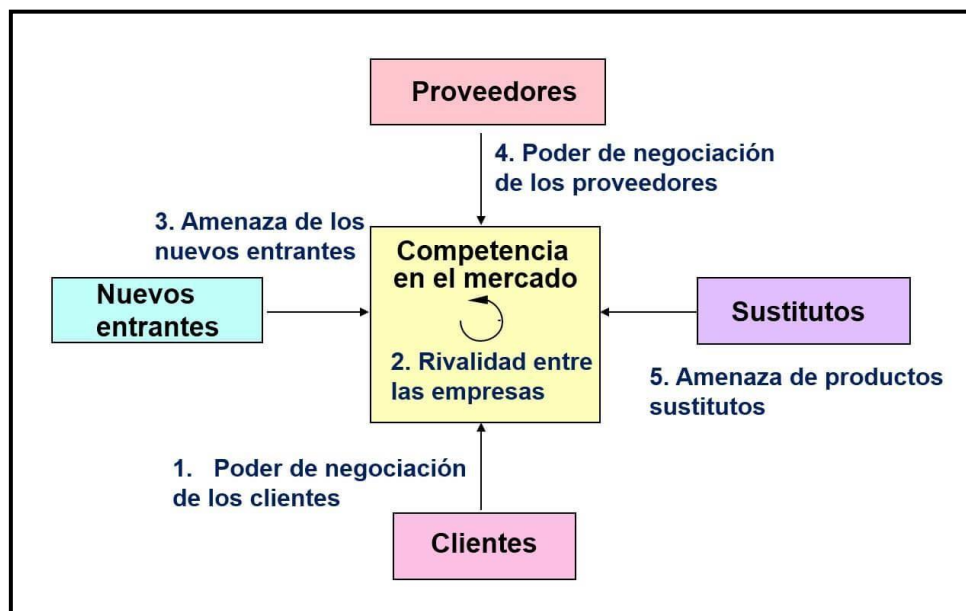 Proveedores
4. Poder de negociación
de los proveedores
3. Amenaza de los
nuevos entrantes
Competencia
en el mercado
Nuevos
entrantes
Sustitutos
2. Rivalidad entre
las empresas
5. Amenaza de productos
sustitutos
1. Poder de negociación
de los clientes
Clientes